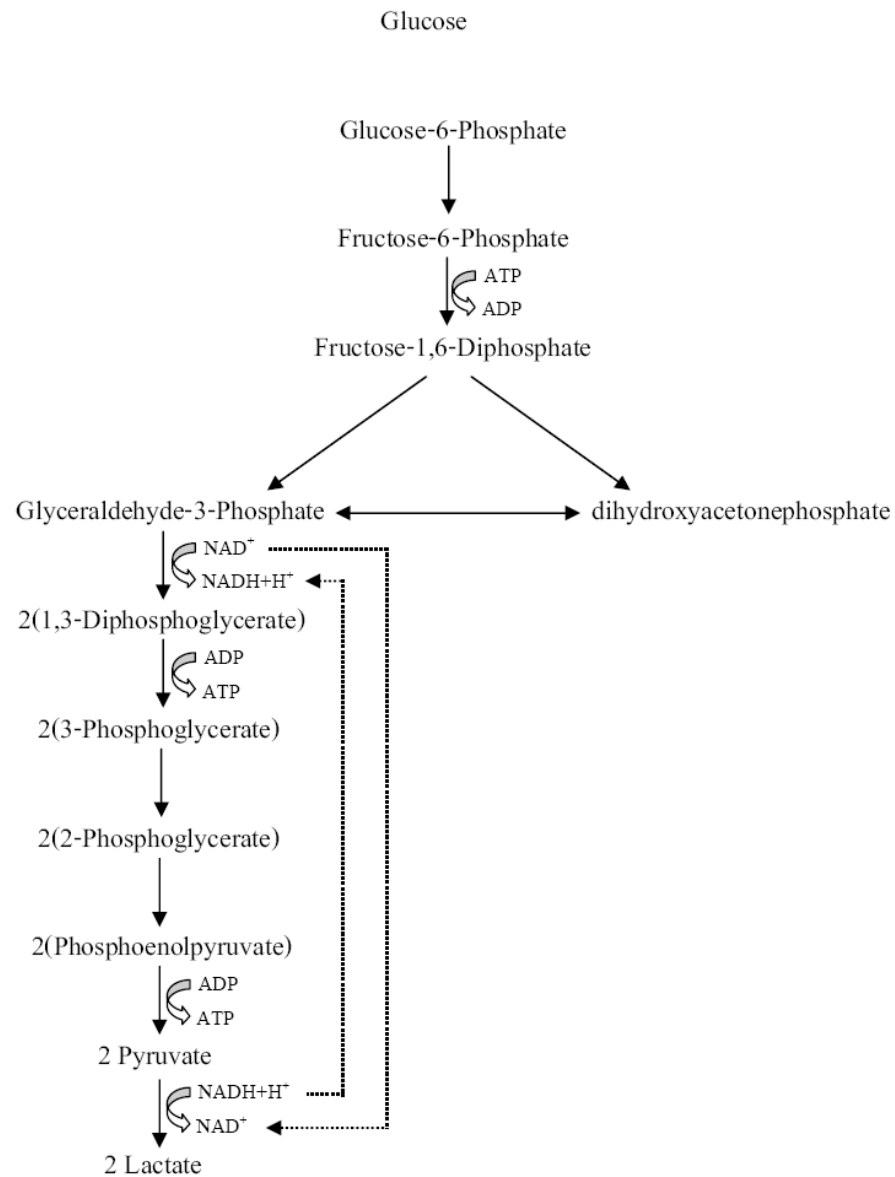 Glucose
Glucose-6-Phosphate
Fructose-6-Phosphate
ATP
ADP
Fructose-1,6-Diphosphate
Glyceraldehyde-3-Phosphate
dihydroxyacetonephosphate
NAD⁺
NADH+H⁺
2(1,3-Diphosphoglycerate)
ADP
ATP
2(3-Phosphoglycerate)
2(2-Phosphoglycerate)
2(Phosphoenolpyruvate)
ADP
ATP
2 Pyruvate
NADH+H⁺
NAD⁺
2 Lactate